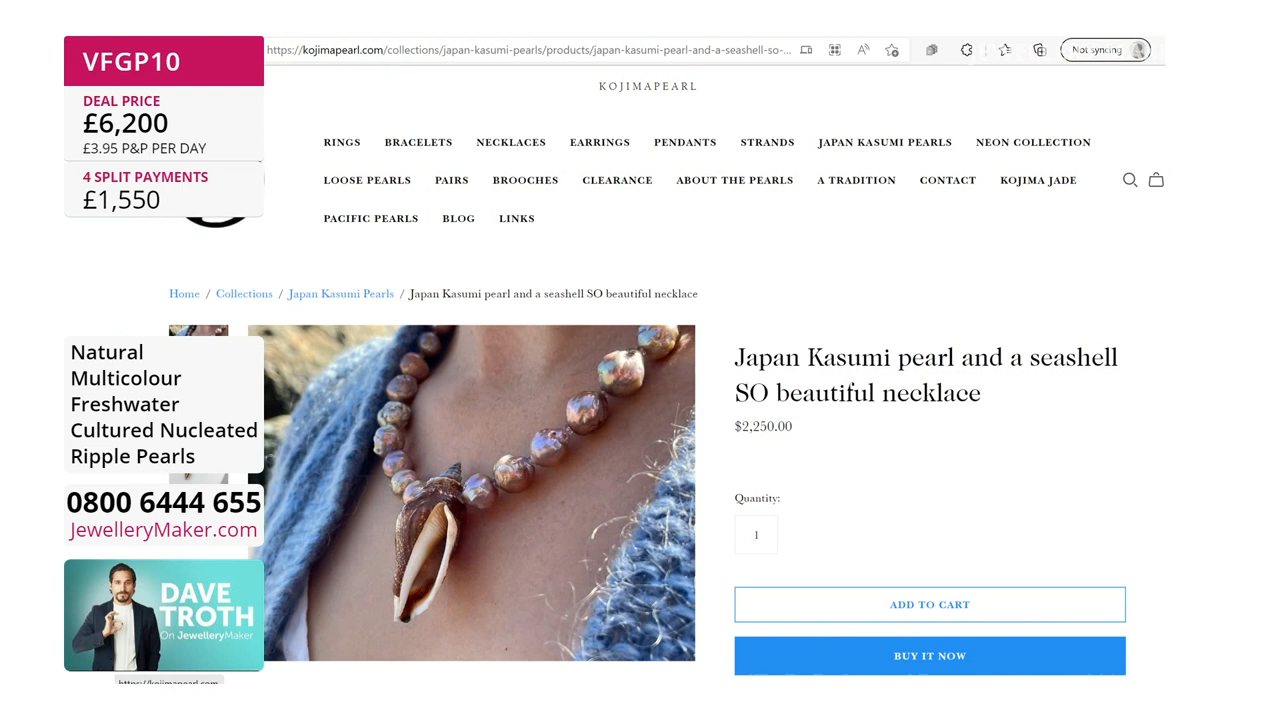 VFGP10
DEAL PRICE
£6,200
£3.95 P&P PER DAY
4 SPLIT PAYMENTS
£1,550
https://kojimapearl.com/collections/japan-kasumi-pearls/products/japan-kasumi-pearl-and-a-seashell-so-...
Not syncing
KOJIMAPEARL
RINGS BRACELETS NECKLACES EARRINGS PENDANTS STRANDS JAPAN KASUMI PEARLS NEON COLLECTION
LOOSE PEARLS PAIRS BROOCHES CLEARANCE ABOUT THE PEARLS A TRADITION CONTACT KOJIMA JADE
PACIFIC PEARLS BLOG LINKS
Home / Collections / Japan Kasumi Pearls / Japan Kasumi pearl and a seashell SO beautiful necklace
Natural
Multicolour
Freshwater
Cultured Nucleated
Ripple Pearls
0800 6444 655
JewelleryMaker.com
DAVE
TROTH
On JewelleryMaker
https://kojimapearl.com
Japan Kasumi pearl and a seashell
SO beautiful necklace
$2,250.00
Quantity:
1
ADD TO CART
BUY IT NOW